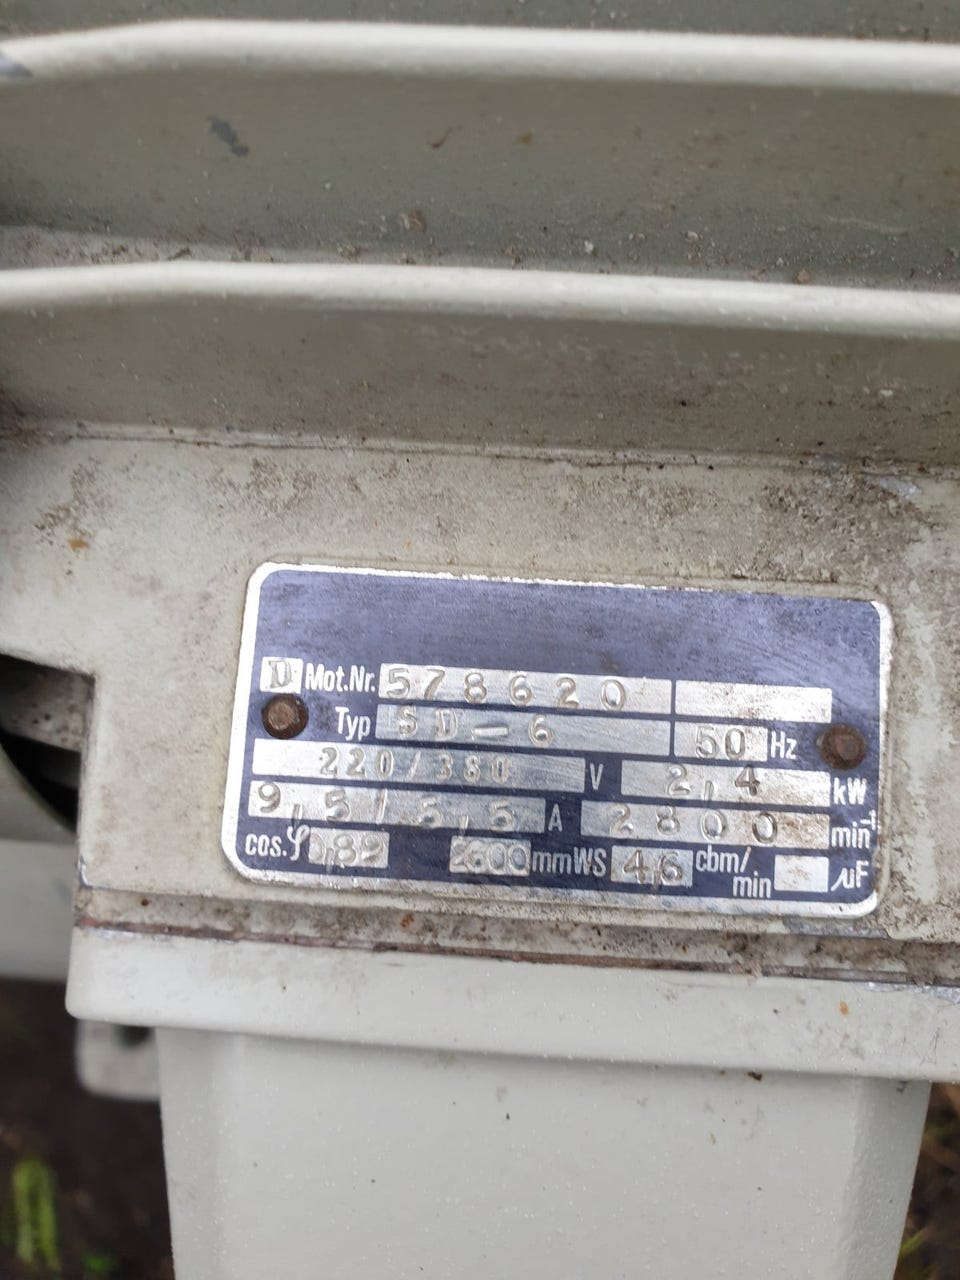 D Mot.Nr. 578620
Typ SD-6 50 Hz
220/380 V 2,4 kW
9,5/5,5 A 2800 min-1
cos.φ 0,82 2600 mmWS 4,6 cbm/min µF